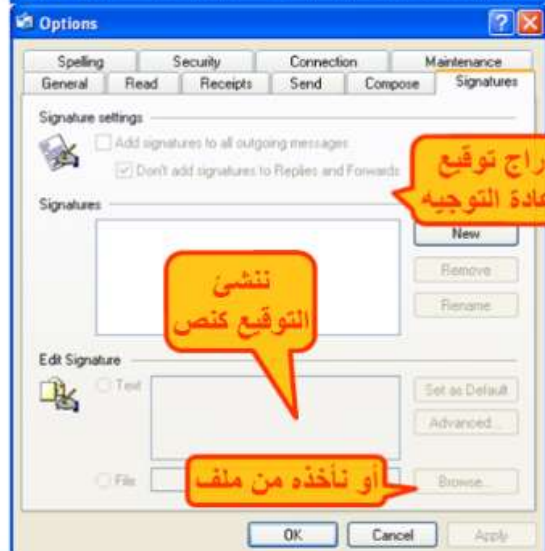 Options
Spelling Security Connection Maintenance
General Read Receipts Send Compose Signatures
Signature settings
Add signatures to all outgoing messages
Don't add signatures to Replies and Forwards
راج توقيع
عادة التوجيه
Signatures
New
Remove
Rename
ننشئ
التوقيع كنص
Edit Signature
Text
Set as Default
Advanced...
File
أو نأخذه من ملف
Browse...
OK Cancel Apply